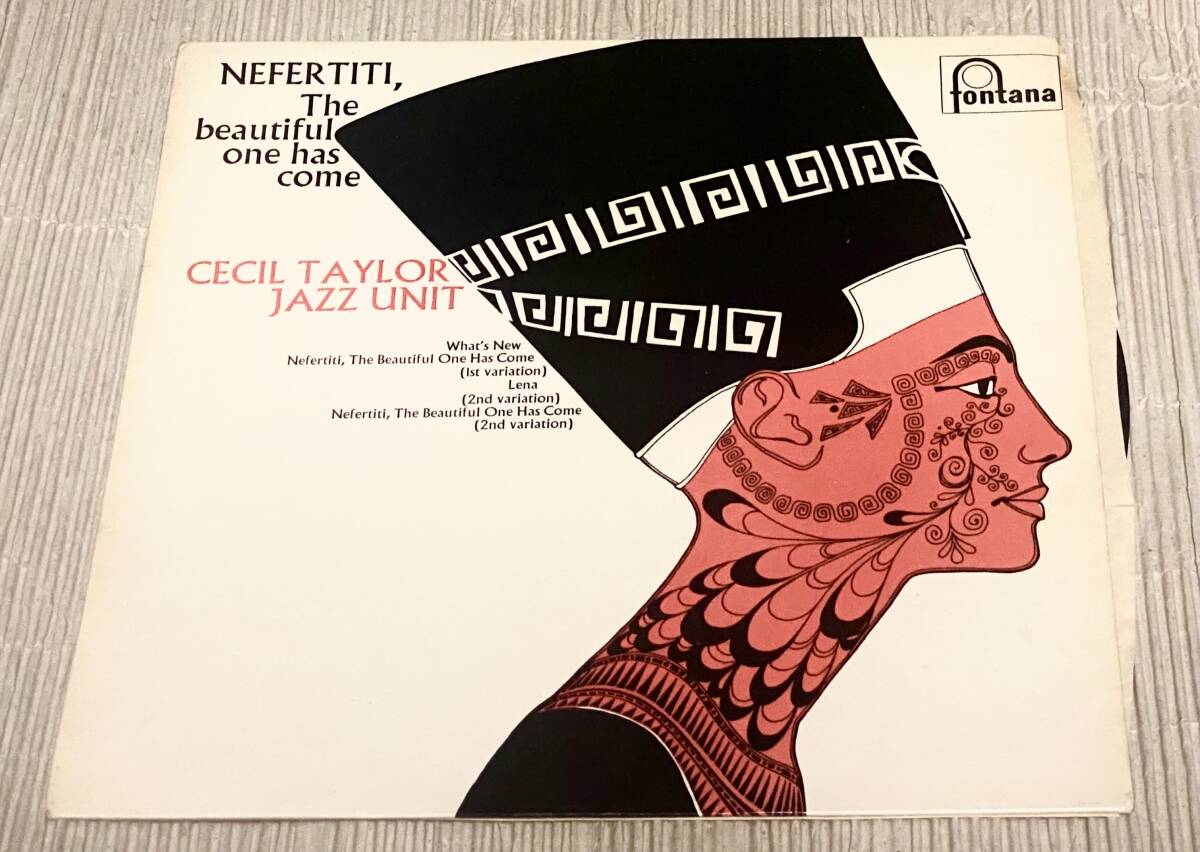 NEFERTITI,
The
beautiful
one has
come
fontana
CECIL TAYLOR
JAZZ UNIT
What's New
Nefertiti, The Beautiful One Has Come
(1st variation)
Lena
(2nd variation)
Nefertiti, The Beautiful One Has Come
(2nd variation)